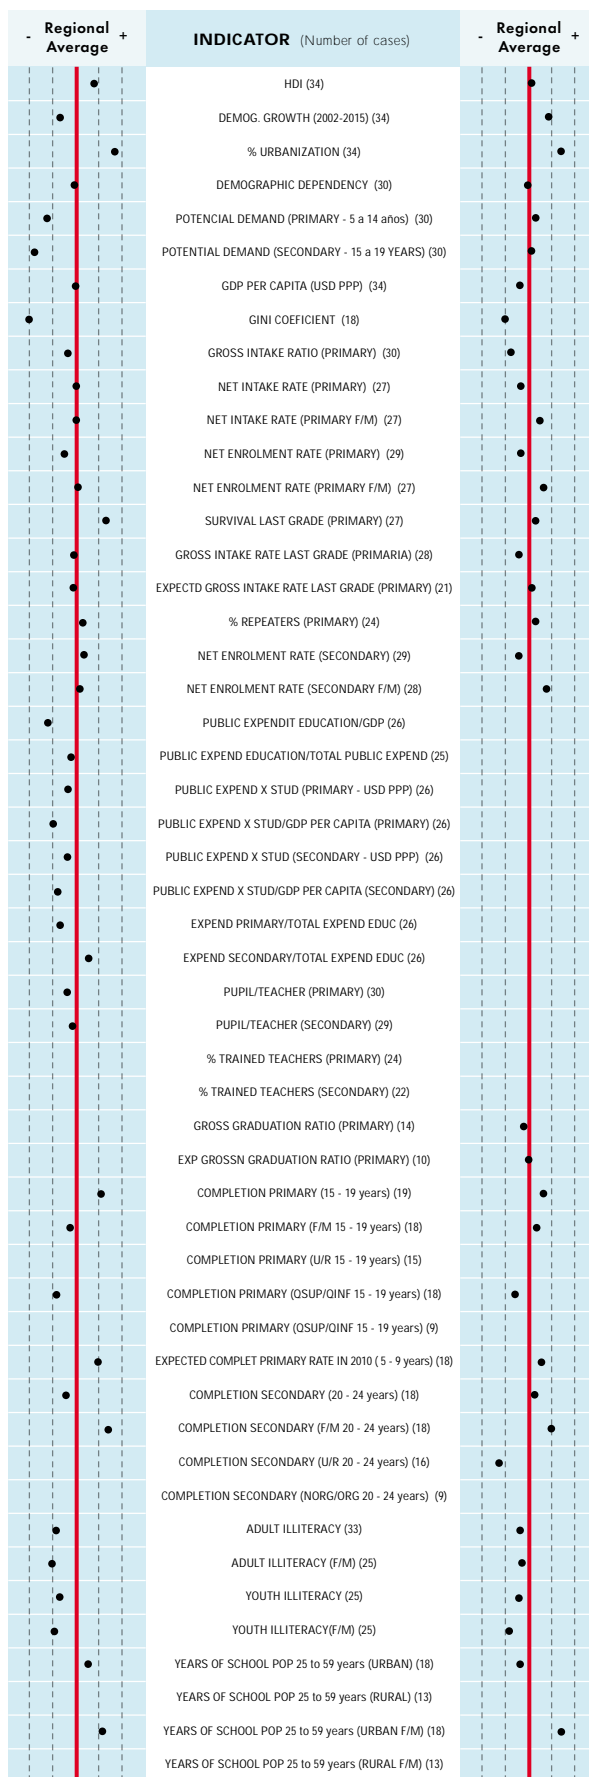 - Regional Average +
INDICATOR (Number of cases)
- Regional Average +
HDI (34)
DEMOG. GROWTH (2002-2015) (34)
% URBANIZATION (34)
DEMOGRAPHIC DEPENDENCY (30)
POTENCIAL DEMAND (PRIMARY - 5 a 14 años) (30)
POTENTIAL DEMAND (SECONDARY - 15 a 19 YEARS) (30)
GDP PER CAPITA (USD PPP) (34)
GINI COEFICIENT (18)
GROSS INTAKE RATIO (PRIMARY) (30)
NET INTAKE RATE (PRIMARY) (27)
NET INTAKE RATE (PRIMARY F/M) (27)
NET ENROLMENT RATE (PRIMARY) (29)
NET ENROLMENT RATE (PRIMARY F/M) (27)
SURVIVAL LAST GRADE (PRIMARY) (27)
GROSS INTAKE RATE LAST GRADE (PRIMARIA) (28)
EXPECTD GROSS INTAKE RATE LAST GRADE (PRIMARY) (21)
% REPEATERS (PRIMARY) (24)
NET ENROLMENT RATE (SECONDARY) (29)
NET ENROLMENT RATE (SECONDARY F/M) (28)
PUBLIC EXPENDIT EDUCATION/GDP (26)
PUBLIC EXPEND EDUCATION/TOTAL PUBLIC EXPEND (25)
PUBLIC EXPEND X STUD (PRIMARY - USD PPP) (26)
PUBLIC EXPEND X STUD/GDP PER CAPITA (PRIMARY) (26)
PUBLIC EXPEND X STUD (SECONDARY - USD PPP) (26)
PUBLIC EXPEND X STUD/GDP PER CAPITA (SECONDARY) (26)
EXPEND PRIMARY/TOTAL EXPEND EDUC (26)
EXPEND SECONDARY/TOTAL EXPEND EDUC (26)
PUPIL/TEACHER (PRIMARY) (30)
PUPIL/TEACHER (SECONDARY) (29)
% TRAINED TEACHERS (PRIMARY) (24)
% TRAINED TEACHERS (SECONDARY) (22)
GROSS GRADUATION RATIO (PRIMARY) (14)
EXP GROSSN GRADUATION RATIO (PRIMARY) (10)
COMPLETION PRIMARY (15 - 19 years) (19)
COMPLETION PRIMARY (F/M 15 - 19 years) (18)
COMPLETION PRIMARY (U/R 15 - 19 years) (15)
COMPLETION PRIMARY (QSUP/QINF 15 - 19 years) (18)
COMPLETION PRIMARY (QSUP/QINF 15 - 19 years) (9)
EXPECTED COMPLET PRIMARY RATE IN 2010 ( 5 - 9 years) (18)
COMPLETION SECONDARY (20 - 24 years) (18)
COMPLETION SECONDARY (F/M 20 - 24 years) (18)
COMPLETION SECONDARY (U/R 20 - 24 years) (16)
COMPLETION SECONDARY (NORG/ORG 20 - 24 years) (9)
ADULT ILLITERACY (33)
ADULT ILLITERACY (F/M) (25)
YOUTH ILLITERACY (25)
YOUTH ILLITERACY(F/M) (25)
YEARS OF SCHOOL POP 25 to 59 years (URBAN) (18)
YEARS OF SCHOOL POP 25 to 59 years (RURAL) (13)
YEARS OF SCHOOL POP 25 to 59 years (URBAN F/M) (18)
YEARS OF SCHOOL POP 25 to 59 years (RURAL F/M) (13)